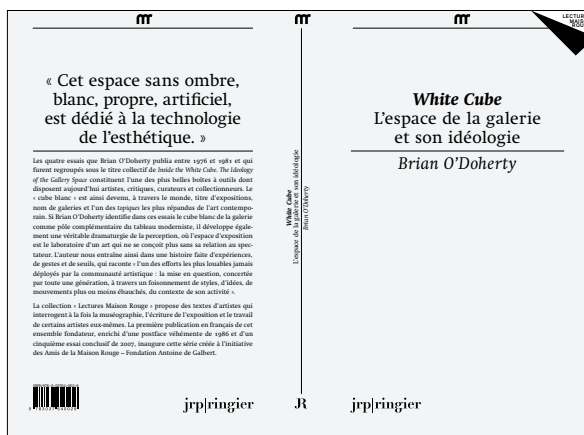 « Cet espace sans ombre,
blanc, propre, artificiel,
est dédié à la technologie
de l'esthétique. »
Les quatre essais que Brian O'Doherty publia entre 1976 et 1981 et qui
furent regroupés sous le titre collectif de Inside the White Cube. The Ideology
of the Gallery Space constituent l'une des plus belles boîtes à outils dont
disposent aujourd'hui artistes, critiques, curateurs et collectionneurs. Le
« cube blanc » est ainsi devenu, à travers le monde, titre d'expositions,
nom de galeries et l'un des topiques les plus répandus de l'art contempo-
rain. Si Brian O'Doherty identifie dans ces essais le cube blanc de la galerie
comme pôle complémentaire du tableau moderniste, il développe égale-
ment une véritable dramaturgie de la perception, où l'espace d'exposition
est le laboratoire d'un art qui ne se conçoit plus sans sa relation au spec-
tateur. L'auteur nous entraîne ainsi dans une histoire faite d'expériences,
de gestes et de seuils, qui raconte « l'un des efforts les plus louables jamais
déployés par la communauté artistique : la mise en question, concertée
par toute une génération, à travers un foisonnement de styles, d'idées, de
mouvements plus ou moins ébauchés, du contexte de son activité ».
La collection « Lectures Maison Rouge » propose des textes d'artistes qui
interrogent à la fois la muséographie, l'écriture de l'exposition et le travail
de certains artistes eux-mêmes. La première publication en français de cet
ensemble fondateur, enrichi d'une postface véhémente de 1986 et d'un
cinquième essai conclusif de 2007, inaugure cette série créée à l'initiative
des Amis de la Maison Rouge – Fondation Antoine de Galbert.
jrp|ringier
White Cube
L'espace de la galerie et son idéologie
Brian O'Doherty
JR
LECTURES
MAISON
ROUGE
White Cube
L'espace de la galerie
et son idéologie
Brian O'Doherty
jrp|ringier